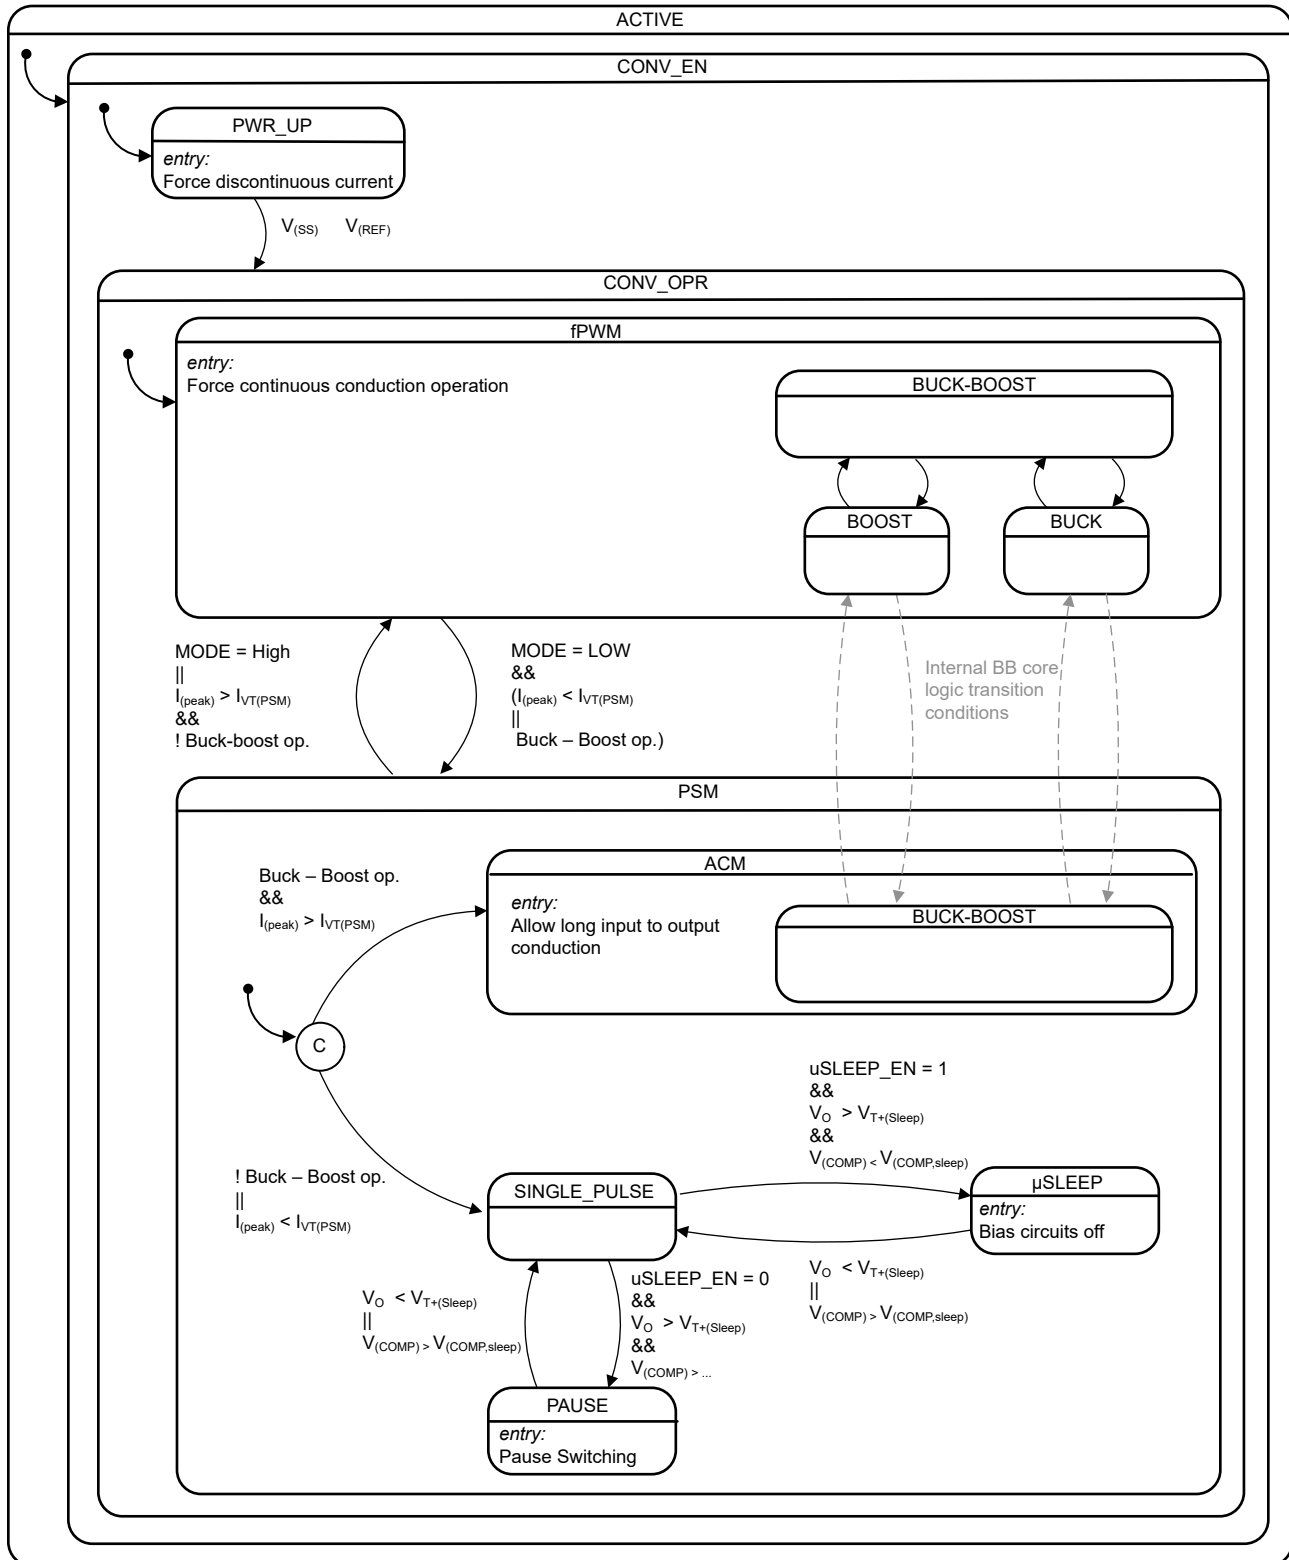 ACTIVE
CONV_EN
PWR_UP
entry:
Force discontinuous current
V(SS) V(REF)
CONV_OPR
fPWM
entry:
Force continuous conduction operation
BUCK-BOOST
BOOST
BUCK
MODE = High
||
I(peak) > IVT(PSM)
&&
! Buck-boost op.
MODE = LOW
&&
(I(peak) < IVT(PSM)
||
Buck – Boost op.)
Internal BB core
logic transition
conditions
PSM
ACM
entry:
Allow long input to output
conduction
BUCK-BOOST
Buck – Boost op.
&&
I(peak) > IVT(PSM)
C
! Buck – Boost op.
||
I(peak) < IVT(PSM)
SINGLE_PULSE
uSLEEP_EN = 1
&&
VO > VT+(Sleep)
&&
V(COMP) < V(COMP,sleep)
µSLEEP
entry:
Bias circuits off
VO < VT+(Sleep)
||
V(COMP) > V(COMP,sleep)
uSLEEP_EN = 0
&&
VO > VT+(Sleep)
&&
V(COMP) > ...
VO < VT+(Sleep)
||
V(COMP) > V(COMP,sleep)
PAUSE
entry:
Pause Switching